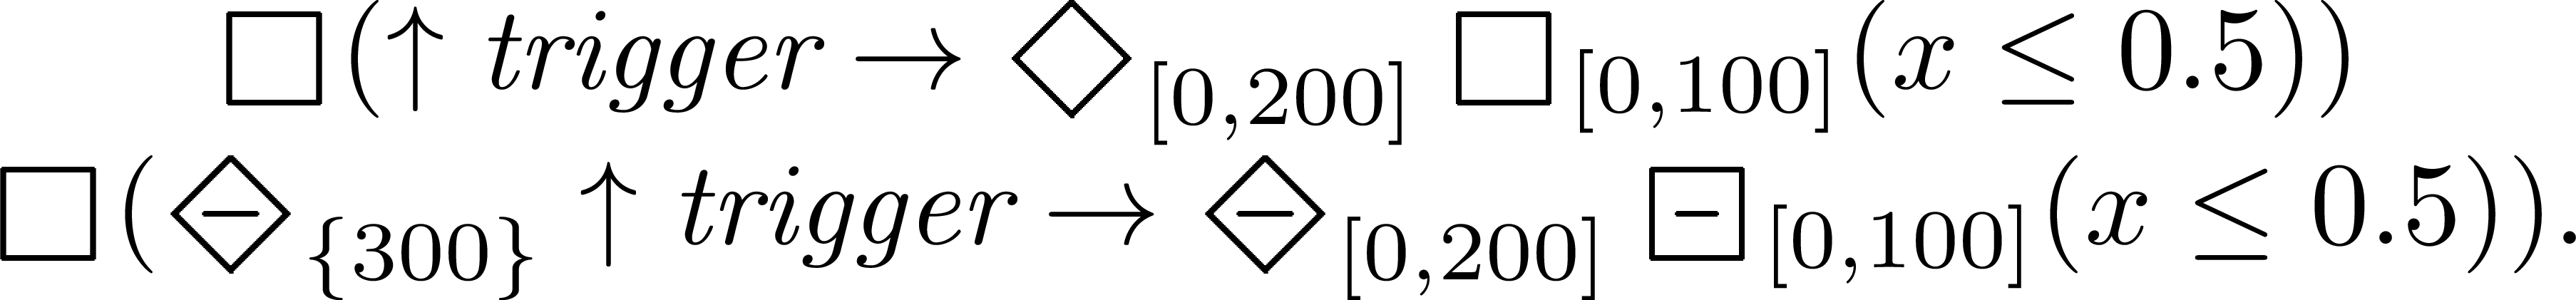 □(↑ trigger → ◇[0,200] □[0,100](x ≤ 0.5))
□(⟐{300} ↑ trigger → ⟐[0,200] ⊟[0,100](x ≤ 0.5)).